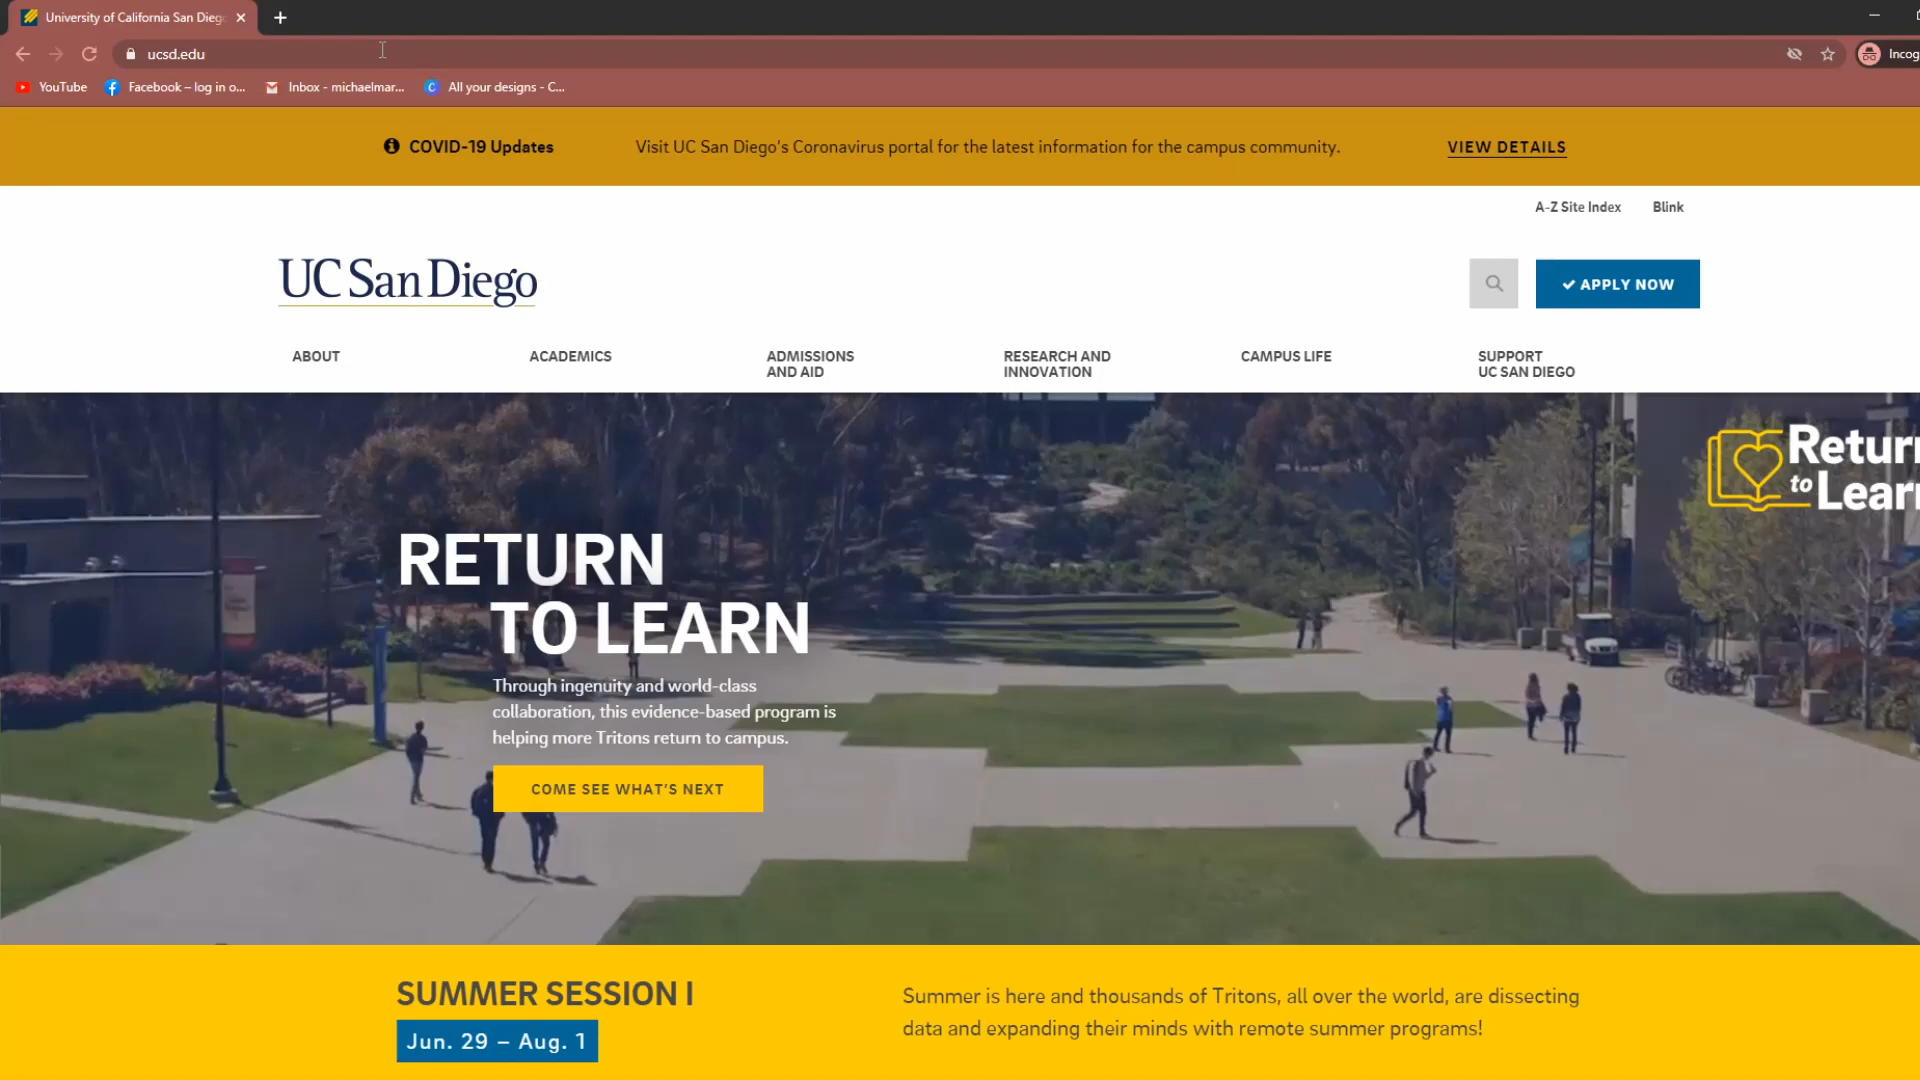 University of California San Dieg
ucsd.edu
Incog
YouTube
Facebook – log in o...
Inbox - michaelmar...
All your designs - C...
COVID-19 Updates
Visit UC San Diego's Coronavirus portal for the latest information for the campus community.
VIEW DETAILS
A-Z Site Index
Blink
UC San Diego
APPLY NOW
ABOUT
ACADEMICS
ADMISSIONS
AND AID
RESEARCH AND
INNOVATION
CAMPUS LIFE
SUPPORT
UC SAN DIEGO
Return
to Learn
RETURN
TO LEARN
Through ingenuity and world-class
collaboration, this evidence-based program is
helping more Tritons return to campus.
COME SEE WHAT'S NEXT
SUMMER SESSION I
Jun. 29 – Aug. 1
Summer is here and thousands of Tritons, all over the world, are dissecting
data and expanding their minds with remote summer programs!